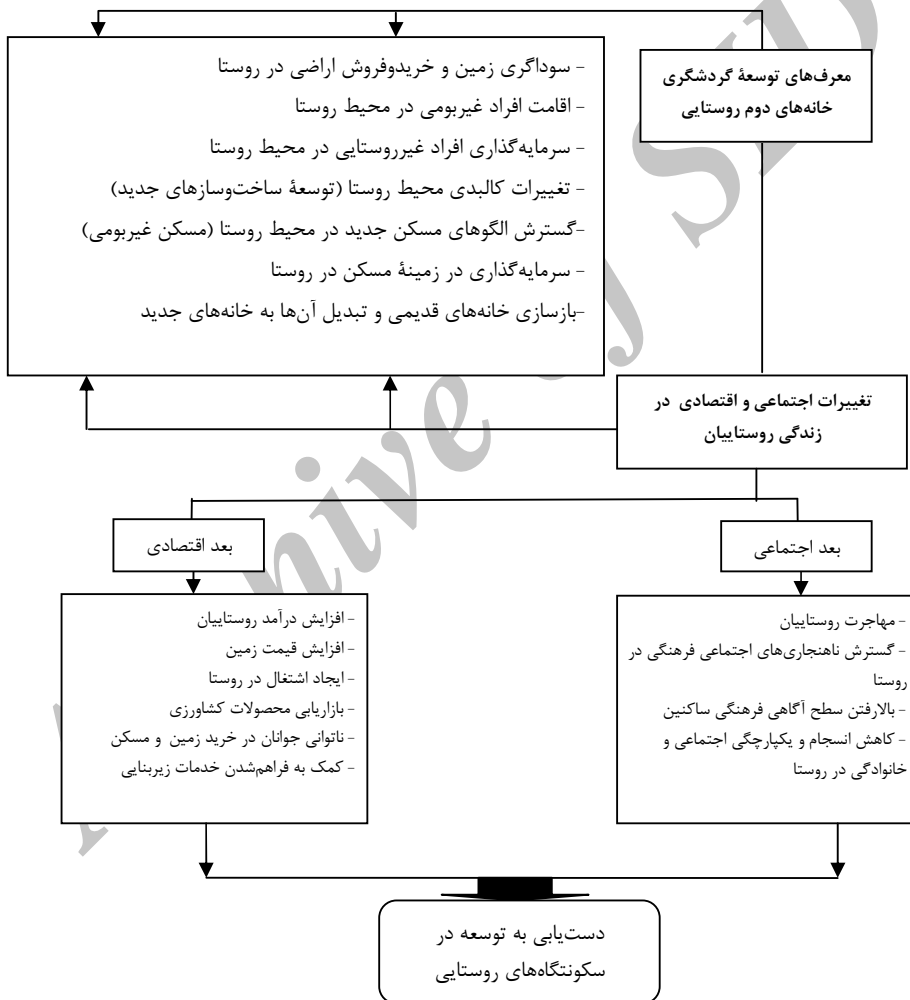 معرف‌های توسعهٔ گردشگری
خانه‌های دوم روستایی
- سوداگری زمین و خریدوفروش اراضی در روستا
- اقامت افراد غیربومی در محیط روستا
- سرمایه‌گذاری افراد غیرروستایی در محیط روستا
- تغییرات کالبدی محیط روستا (توسعهٔ ساخت‌وسازهای جدید)
-گسترش الگوهای مسکن جدید در محیط روستا (مسکن غیربومی)
- سرمایه‌گذاری در زمینهٔ مسکن در روستا
-بازسازی خانه‌های قدیمی و تبدیل آن‌ها به خانه‌های جدید
تغییرات اجتماعی و اقتصادی در
زندگی روستاییان
بعد اجتماعی
بعد اقتصادی
- مهاجرت روستاییان
- گسترش ناهنجاری‌های اجتماعی فرهنگی در
روستا
- بالارفتن سطح آگاهی فرهنگی ساکنین
- کاهش انسجام و یکپارچگی اجتماعی و
خانوادگی در روستا
- افزایش درآمد روستاییان
- افزایش قیمت زمین
- ایجاد اشتغال در روستا
- بازاریابی محصولات کشاورزی
- ناتوانی جوانان در خرید زمین و مسکن
- کمک به فراهم‌شدن خدمات زیربنایی
دست‌یابی به توسعه در
سکونتگاه‌های روستایی
Archive of SID